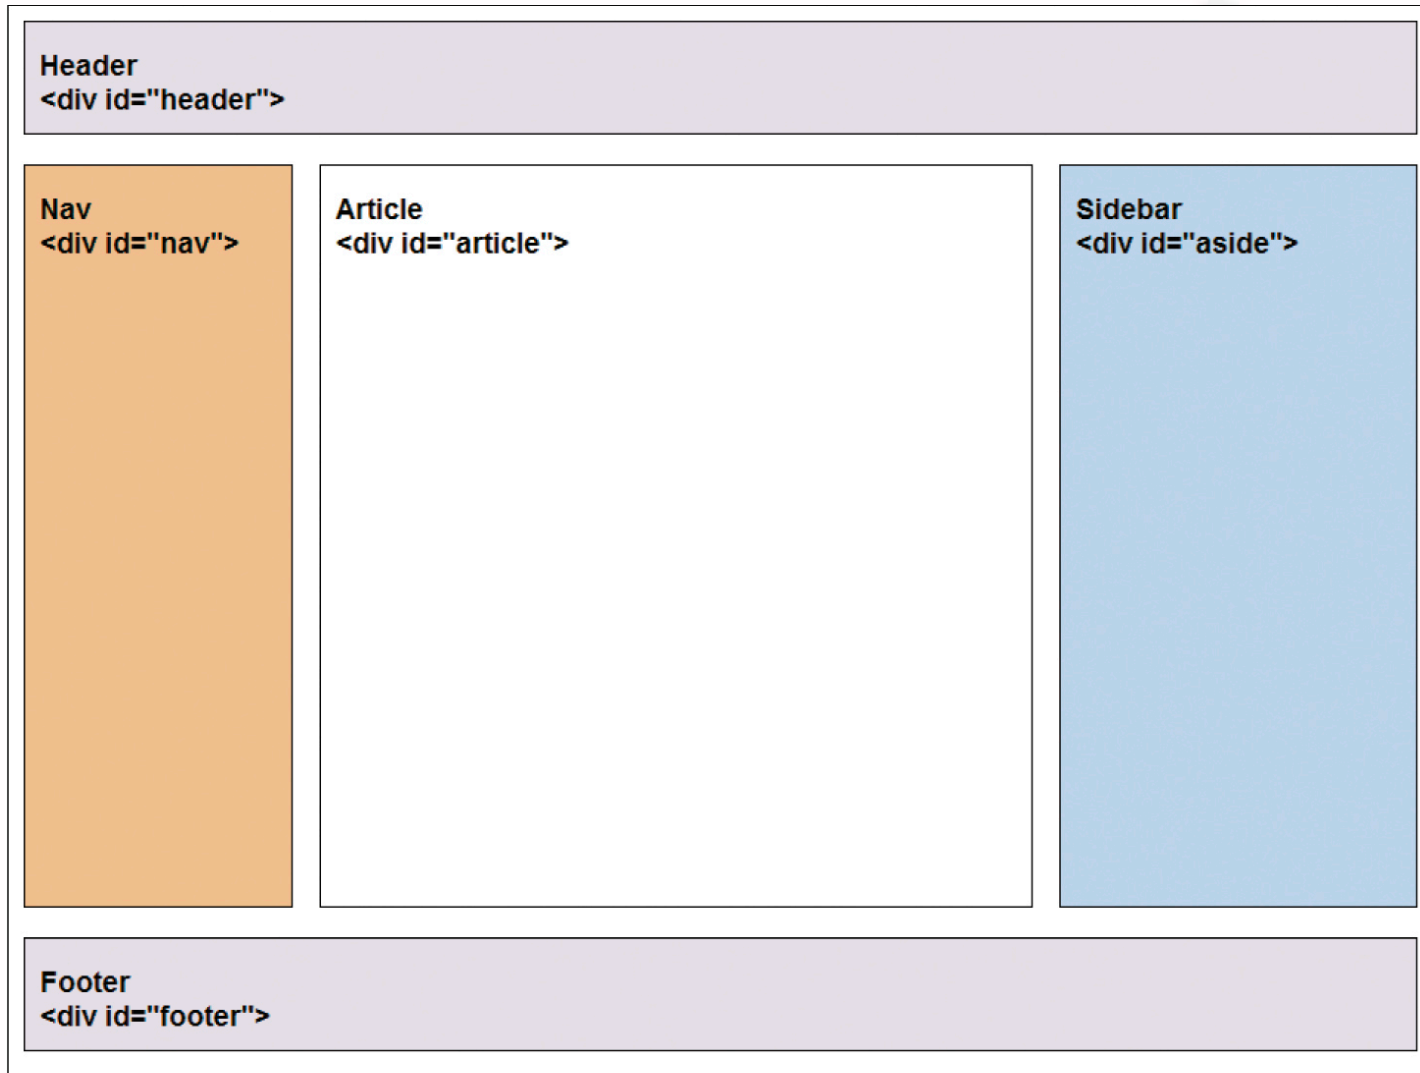 Header
<div id="header">
Nav
<div id="nav">
Article
<div id="article">
Sidebar
<div id="aside">
Footer
<div id="footer">